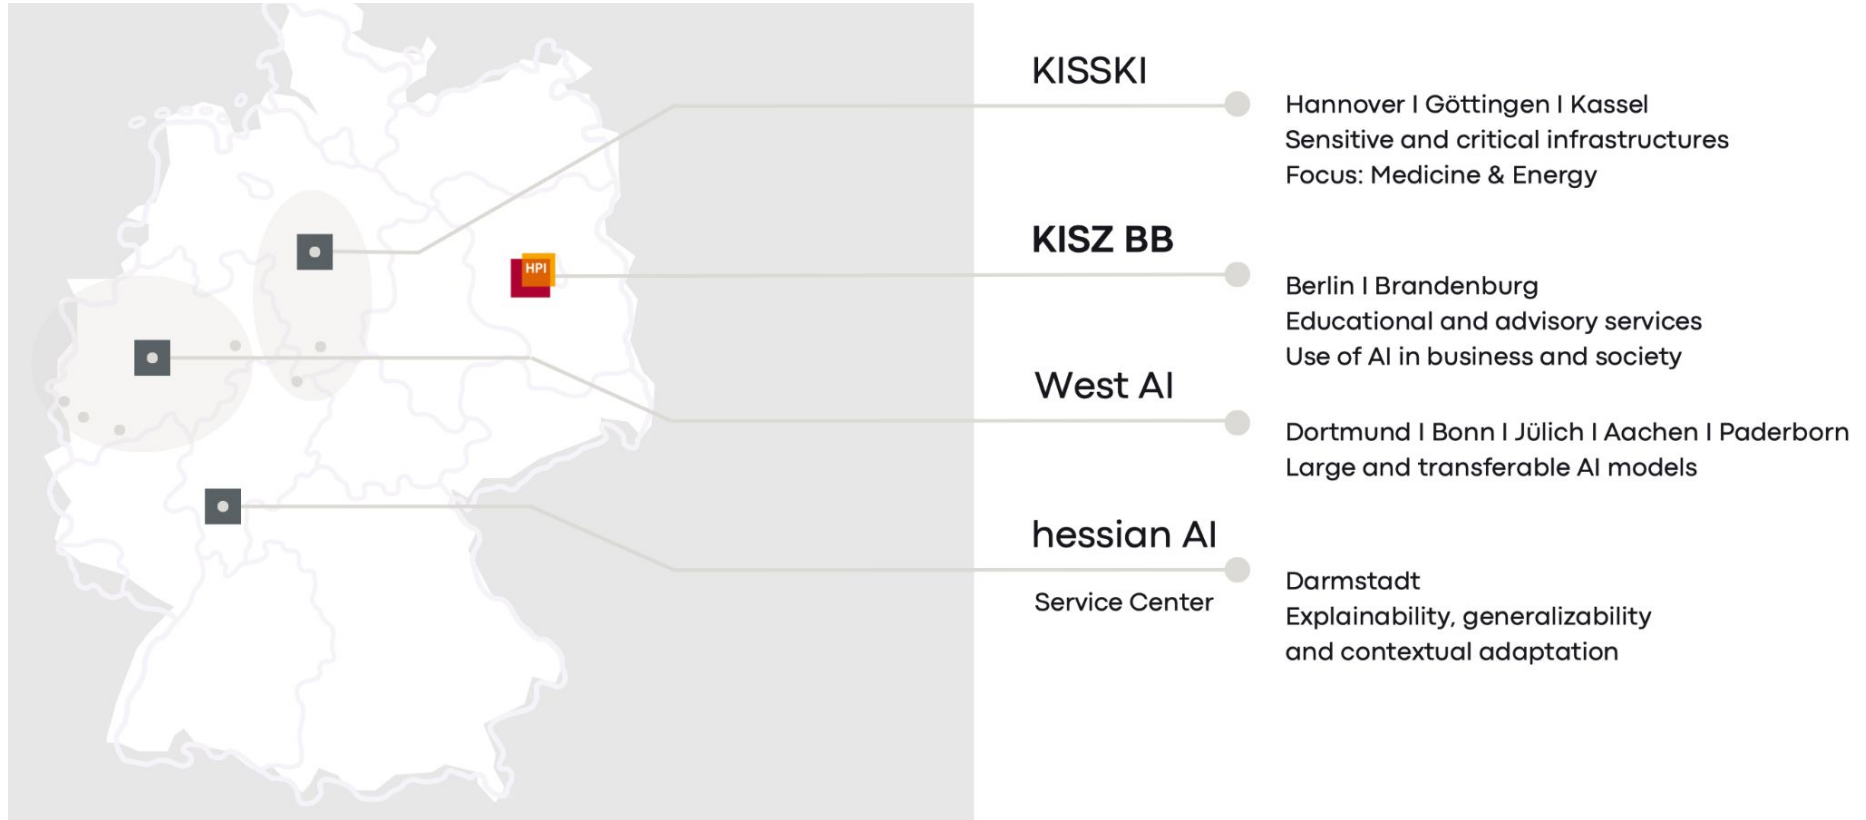 KISSKI
Hannover | Göttingen | Kassel
Sensitive and critical infrastructures
Focus: Medicine & Energy
KISZ BB
HPI
Berlin | Brandenburg
Educational and advisory services
Use of AI in business and society
West AI
Dortmund | Bonn | Jülich | Aachen | Paderborn
Large and transferable AI models
hessian AI
Service Center
Darmstadt
Explainability, generalizability
and contextual adaptation